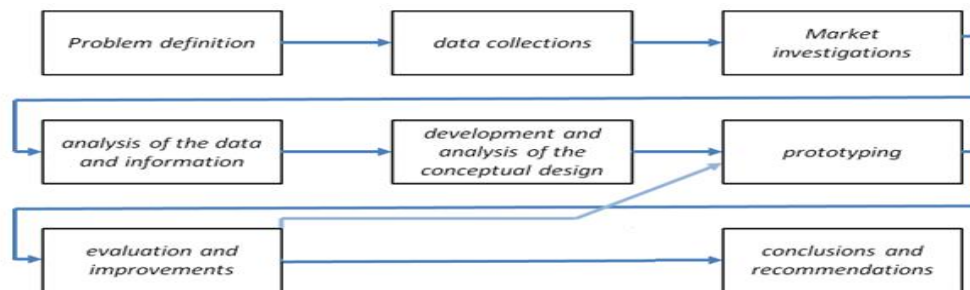 Problem definition
data collections
Market
investigations
analysis of the data
and information
development and
analysis of the
conceptual design
prototyping
evaluation and
improvements
conclusions and
recommendations